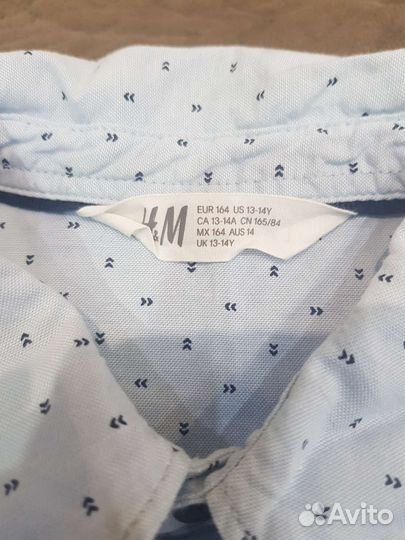 H&M
EUR 164 US 13-14Y
CA 13-14A CN 165/84
MX 164 AUS 14
UK 13-14Y
Avito